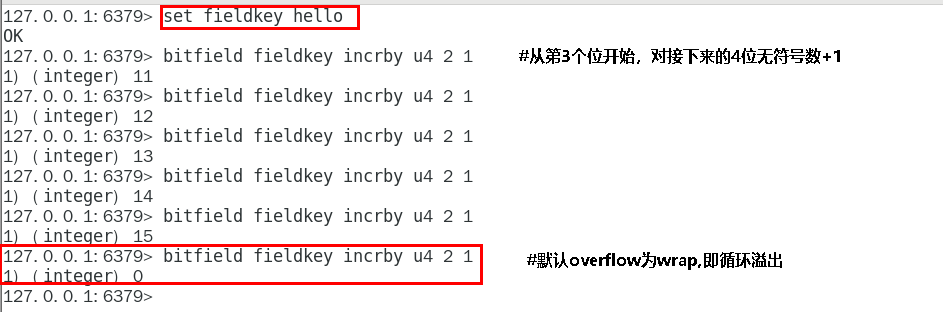 127.0.0.1:6379> set fieldkey hello
OK
127.0.0.1:6379> bitfield fieldkey incrby u4 2 1 #从第3个位开始，对接下来的4位无符号数+1
1) (integer) 11
127.0.0.1:6379> bitfield fieldkey incrby u4 2 1
1) (integer) 12
127.0.0.1:6379> bitfield fieldkey incrby u4 2 1
1) (integer) 13
127.0.0.1:6379> bitfield fieldkey incrby u4 2 1
1) (integer) 14
127.0.0.1:6379> bitfield fieldkey incrby u4 2 1
1) (integer) 15
127.0.0.1:6379> bitfield fieldkey incrby u4 2 1 #默认overflow为wrap,即循环溢出
1) (integer) 0
127.0.0.1:6379>